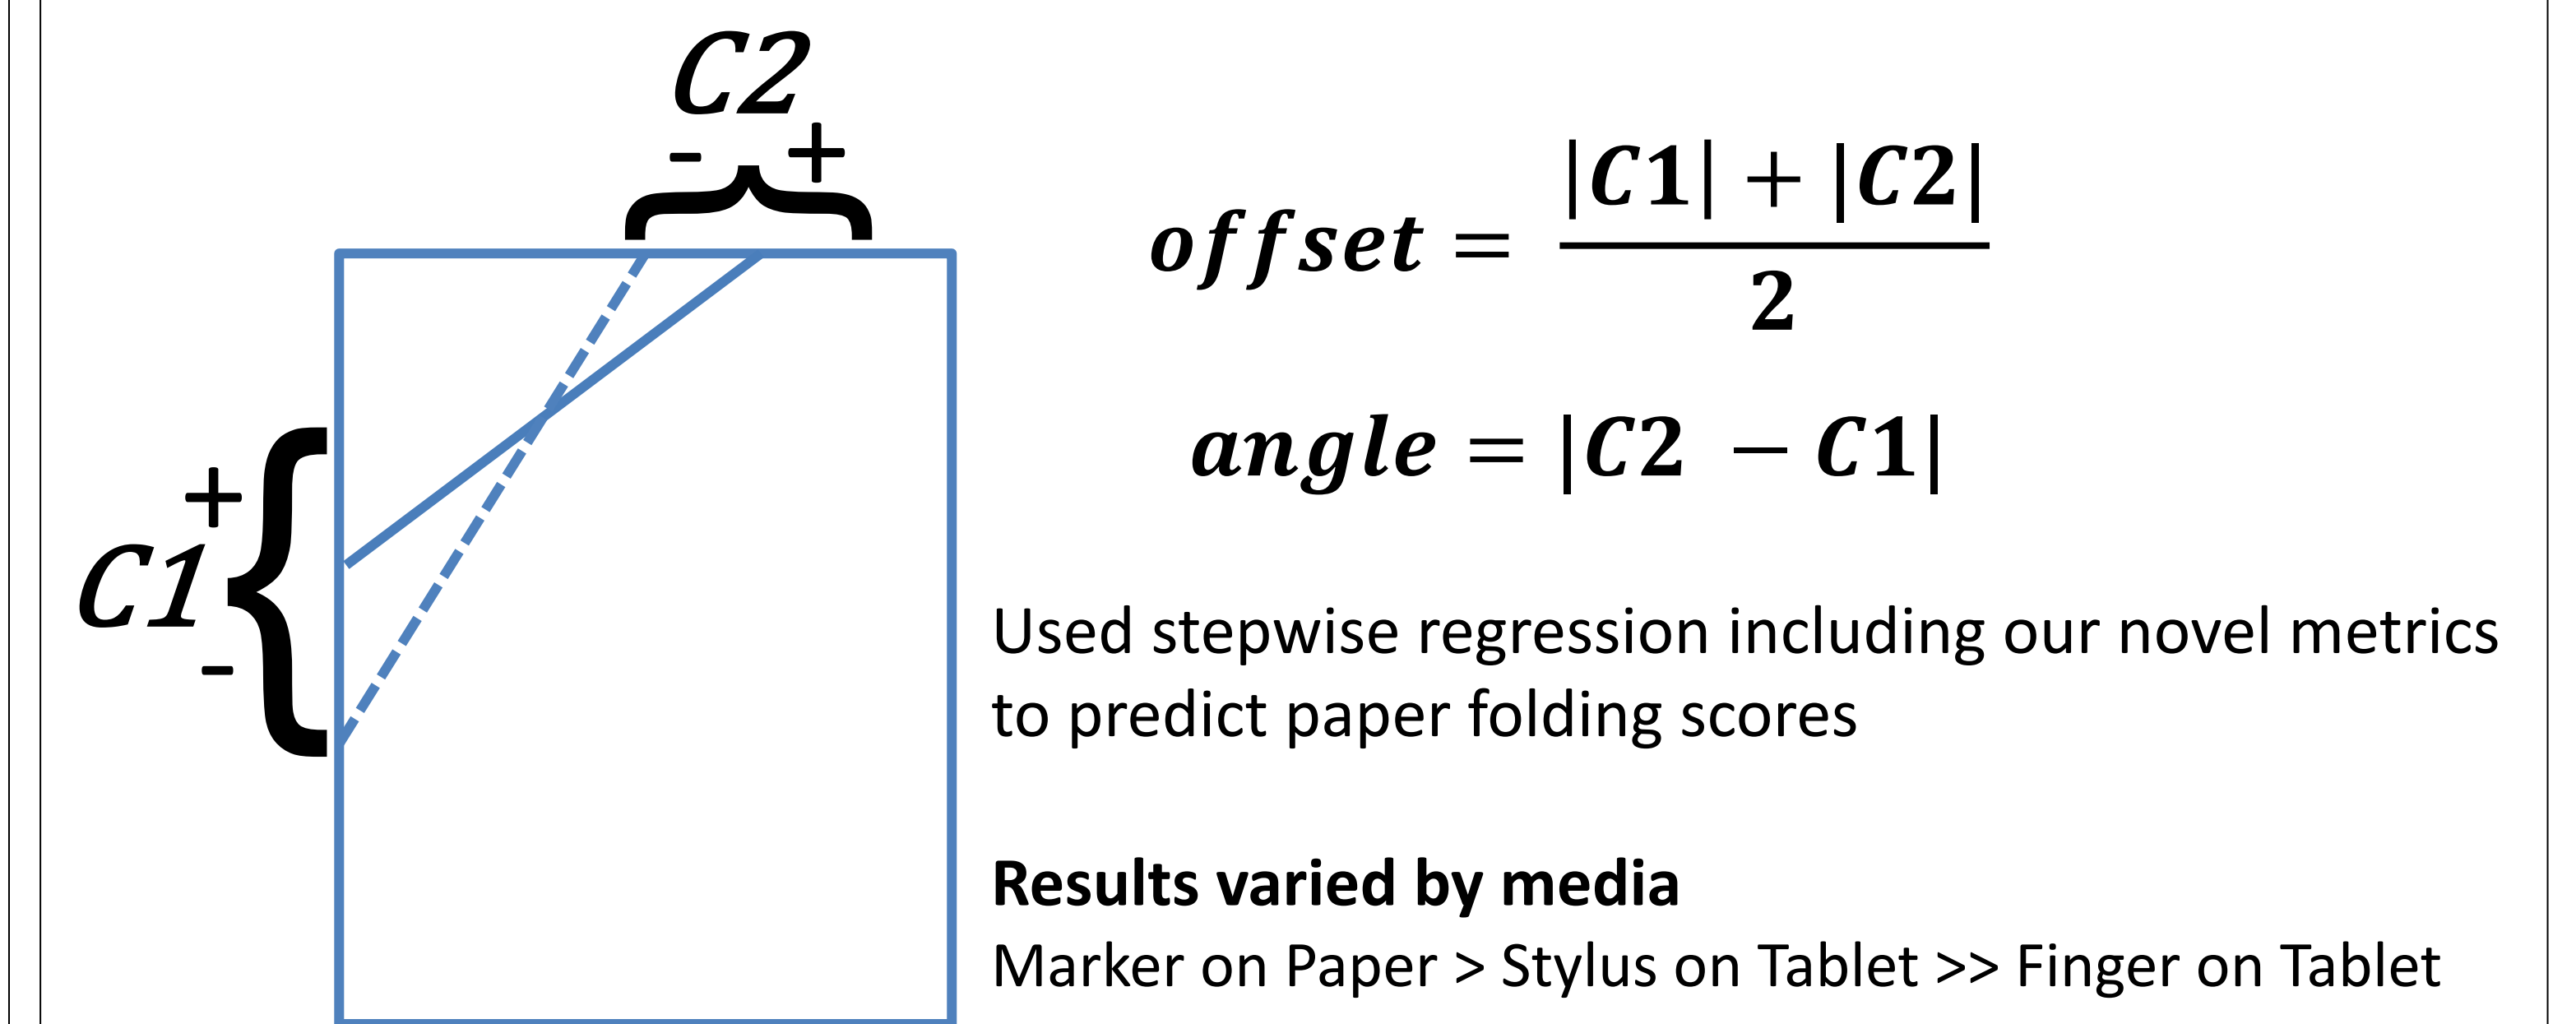 C2
- +
+
C1
-
offset = |C1| + |C2| / 2
angle = |C2 − C1|
Used stepwise regression including our novel metrics
to predict paper folding scores
Results varied by media
Marker on Paper > Stylus on Tablet >> Finger on Tablet